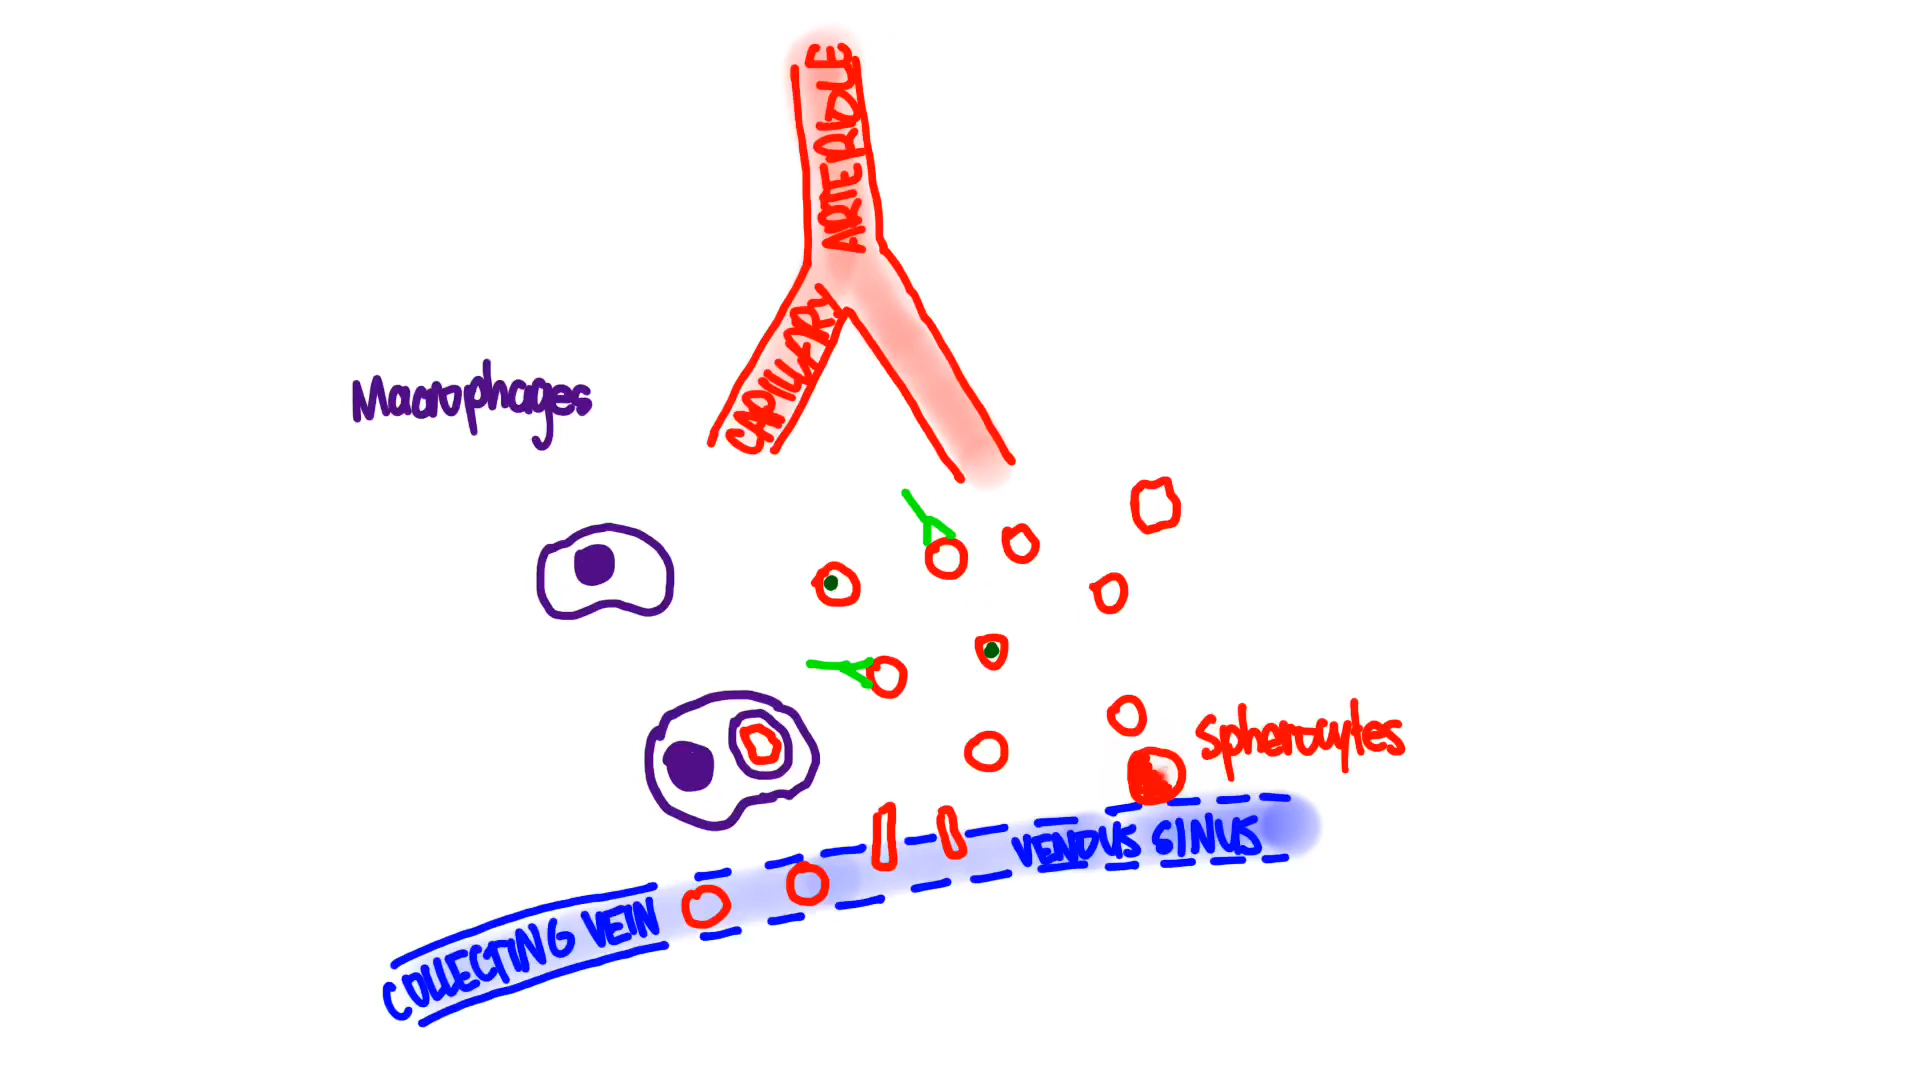 ARTERIOLE
CAPILLARY
Macrophages
Spherocytes
VENOUS SINUS
COLLECTING VEIN